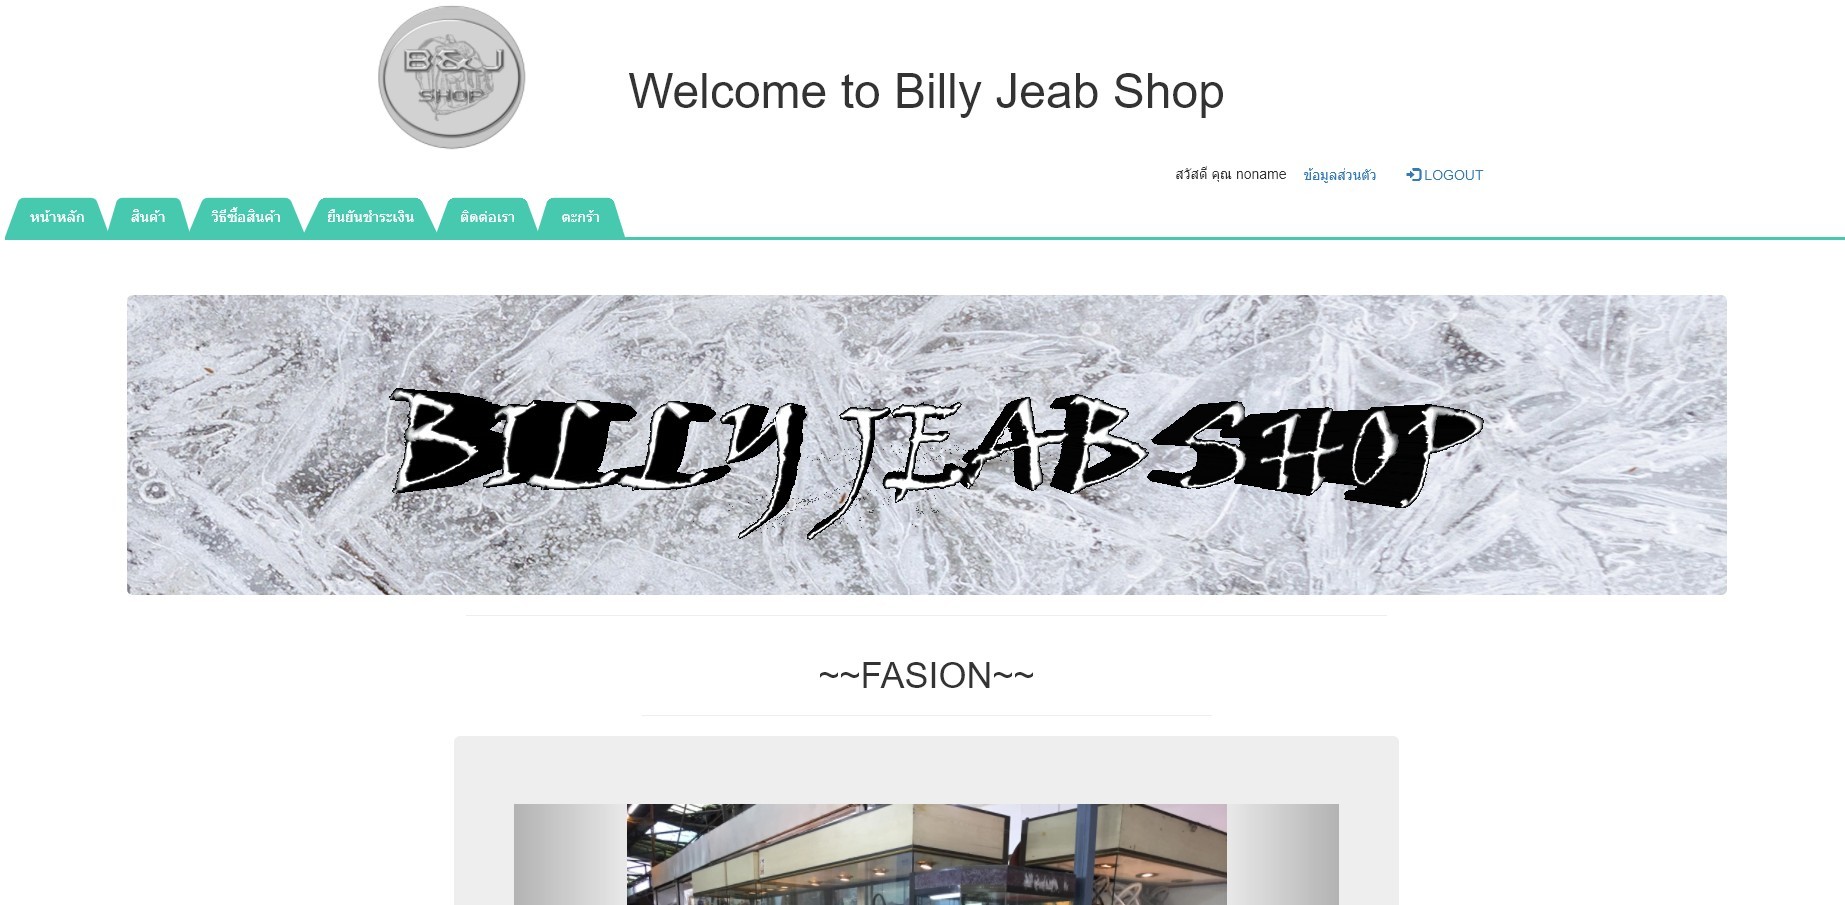 B&J
SHOP
Welcome to Billy Jeab Shop
สวัสดี คุณ noname ข้อมูลส่วนตัว LOGOUT
หน้าหลัก สินค้า วิธีซื้อสินค้า ยืนยันชำระเงิน ติดต่อเรา ตะกร้า
BILLY JEAB SHOP
~~FASION~~